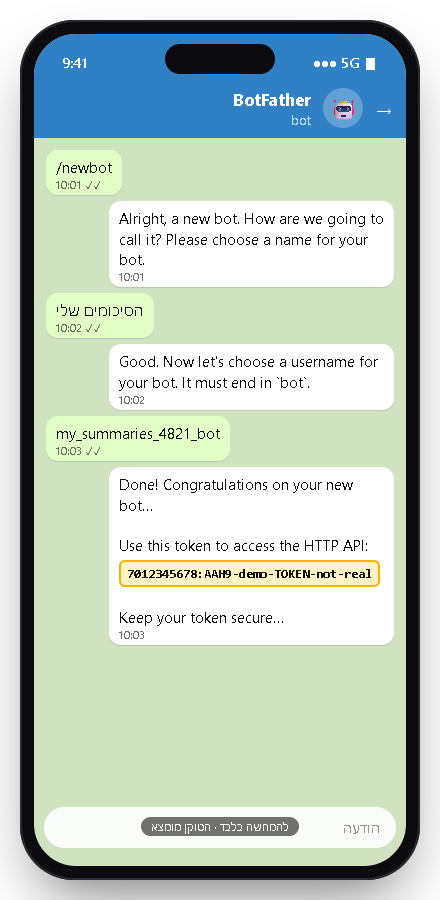 9:41
5G
BotFather
bot
→
/newbot
10:01 ✓✓
Alright, a new bot. How are we going to
call it? Please choose a name for your
bot.
10:01
הסיכומים שלי
10:02 ✓✓
Good. Now let's choose a username for
your bot. It must end in `bot`.
10:02
my_summaries_4821_bot
10:03 ✓✓
Done! Congratulations on your new
bot...
Use this token to access the HTTP API:
7012345678:AAH9-demo-TOKEN-not-real
Keep your token secure...
10:03
הודעה
להמחשה בלבד · הטוקן מומצא